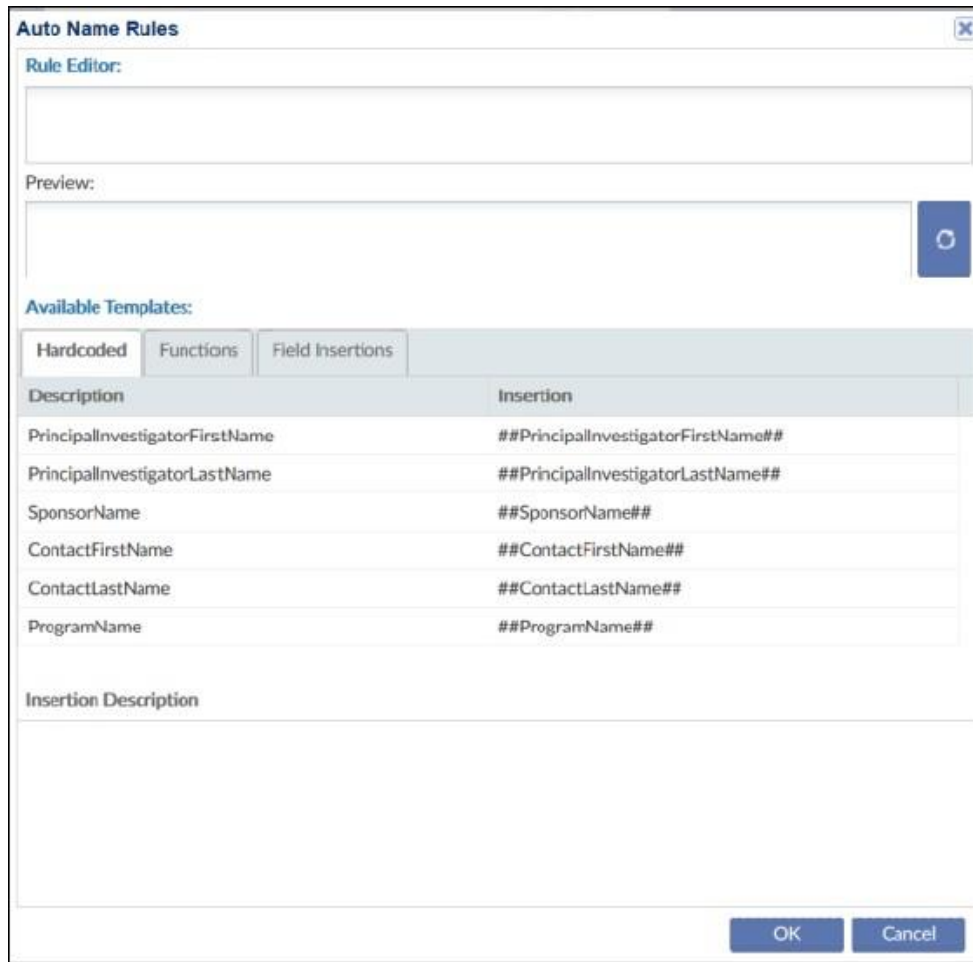 Auto Name Rules
Rule Editor:
Preview:
Available Templates:
Hardcoded Functions Field Insertions
Description Insertion
PrincipalInvestigatorFirstName ##PrincipalInvestigatorFirstName##
PrincipalInvestigatorLastName ##PrincipalInvestigatorLastName##
SponsorName ##SponsorName##
ContactFirstName ##ContactFirstName##
ContactLastName ##ContactLastName##
ProgramName ##ProgramName##
Insertion Description
OK Cancel